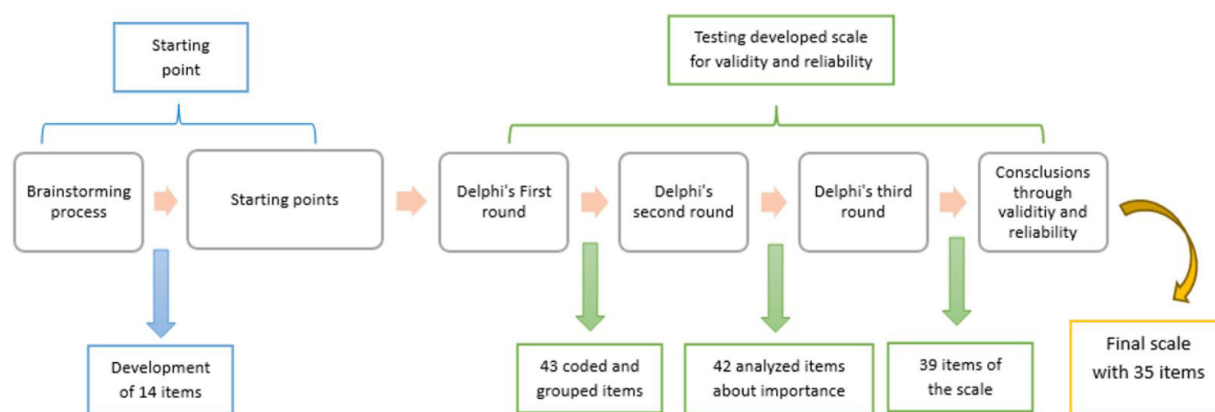 Starting
point
Testing developed scale
for validity and reliability
Brainstorming
process
Starting points
Delphi's First
round
Delphi's
second round
Delphi's third
round
Consclusions
through
validitiy and
reliability
Development
of 14 items
43 coded and
grouped items
42 analyzed items
about importance
39 items of
the scale
Final scale
with 35 items